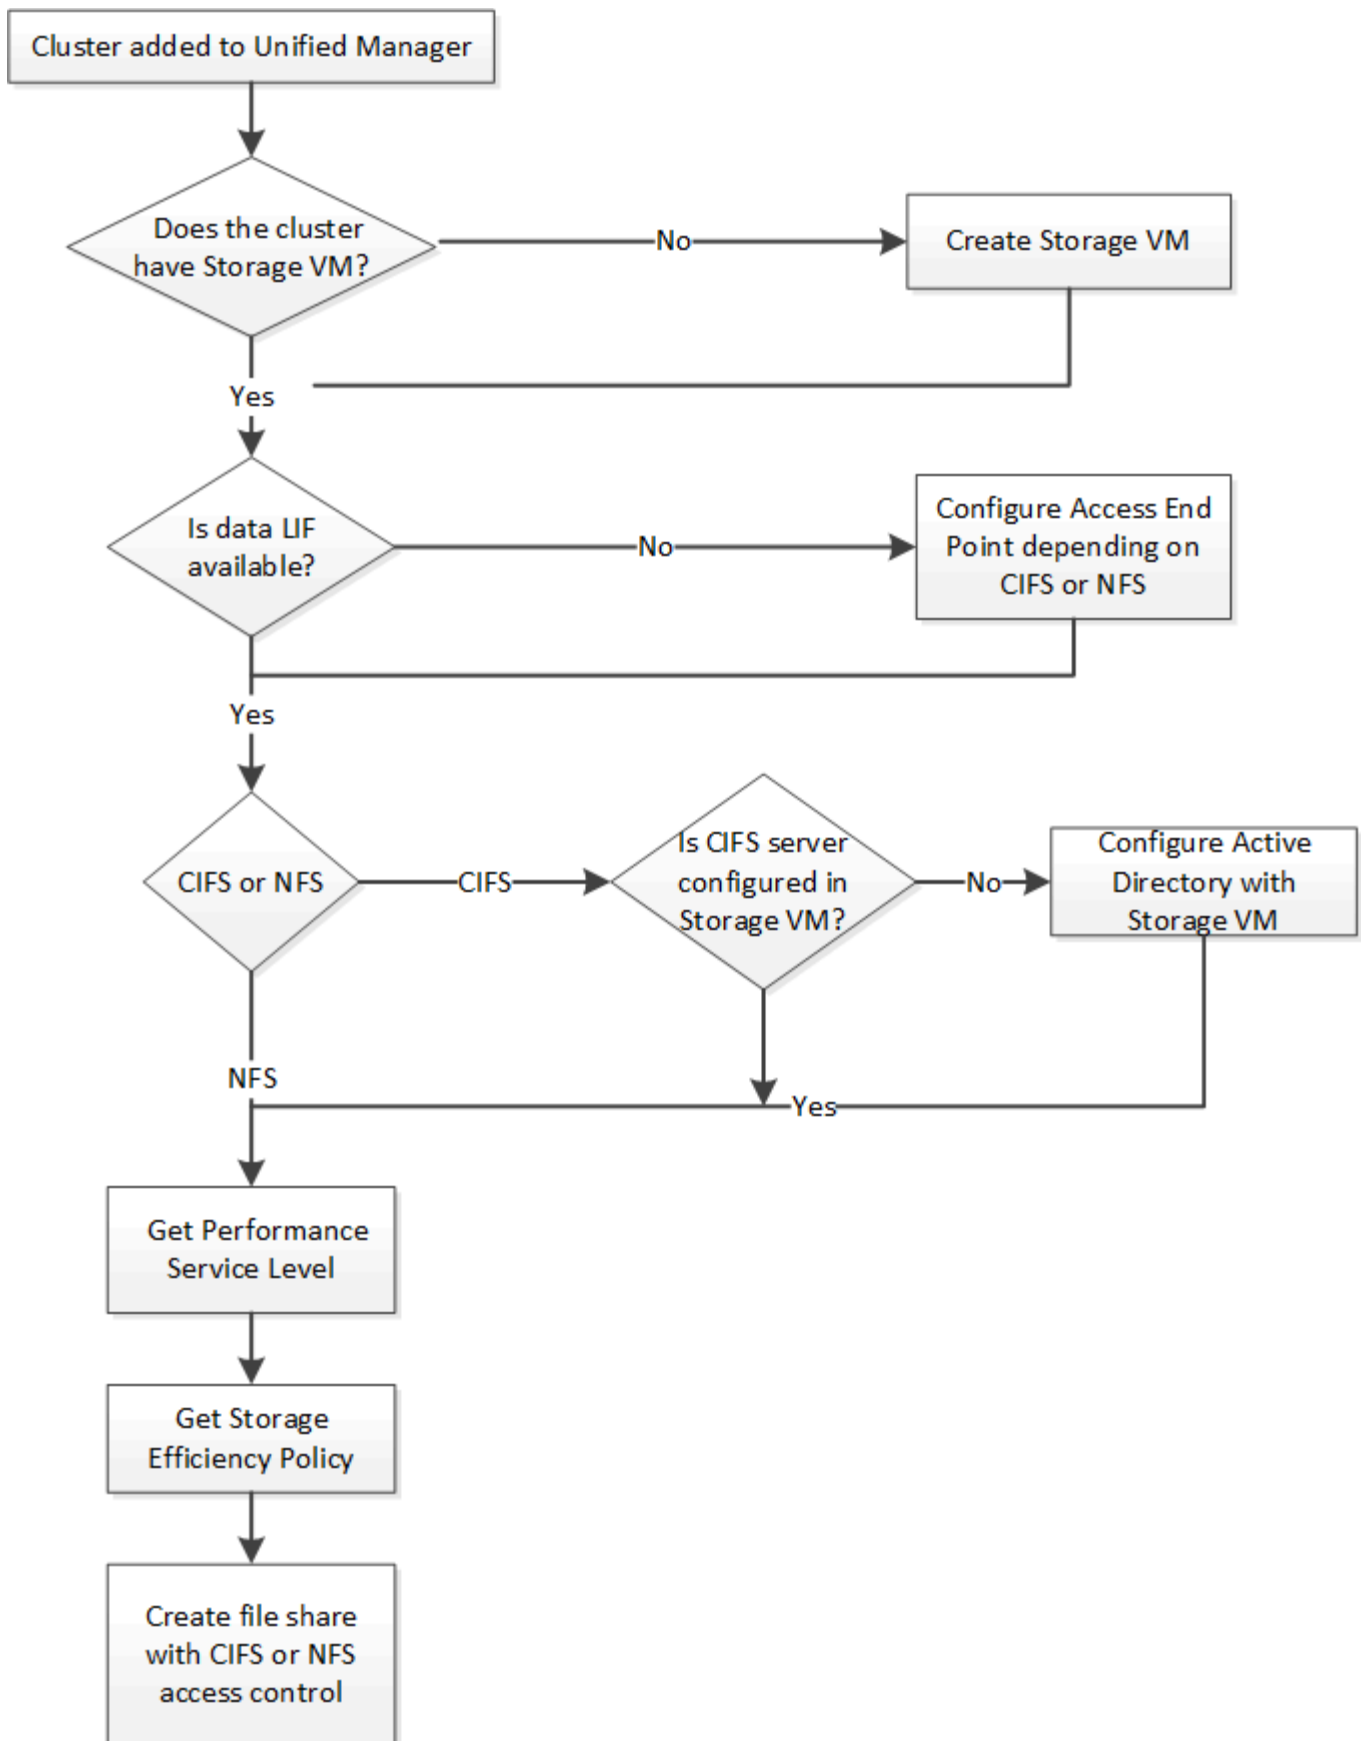 Cluster added to Unified Manager
Does the cluster
have Storage VM?
No
Create Storage VM
Yes
Is data LIF
available?
No
Configure Access End
Point depending on
CIFS or NFS
Yes
CIFS or NFS
CIFS
Is CIFS server
configured in
Storage VM?
No
Configure Active
Directory with
Storage VM
NFS
Yes
Get Performance
Service Level
Get Storage
Efficiency Policy
Create file share
with CIFS or NFS
access control